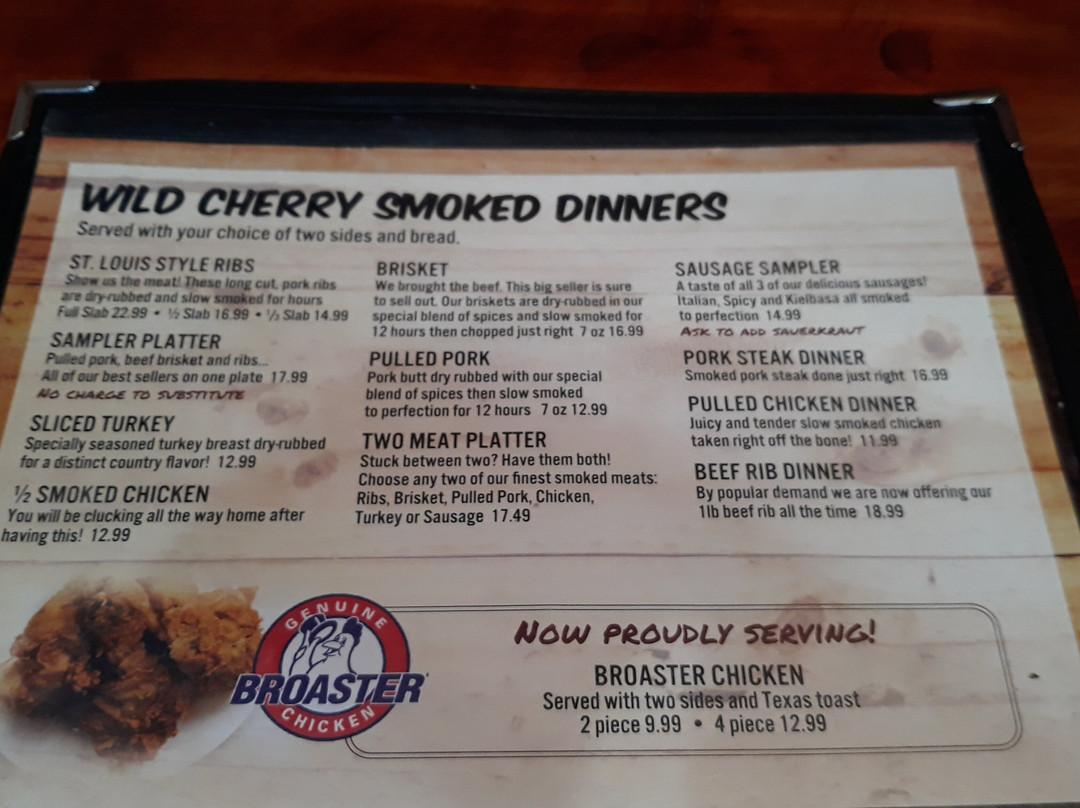 WILD CHERRY SMOKED DINNERS
Served with your choice of two sides and bread.
ST. LOUIS STYLE RIBS
Show us the meat! These long cut, pork ribs
are dry-rubbed and slow smoked for hours
Full Slab 22.99 • ½ Slab 16.99 • ⅓ Slab 14.99
SAMPLER PLATTER
Pulled pork, beef brisket and ribs...
All of our best sellers on one plate 17.99
NO CHARGE TO SUBSTITUTE
SLICED TURKEY
Specially seasoned turkey breast dry-rubbed
for a distinct country flavor! 12.99
½ SMOKED CHICKEN
You will be clucking all the way home after
having this! 12.99
BRISKET
We brought the beef. This big seller is sure
to sell out. Our briskets are dry-rubbed in our
special blend of spices and slow smoked for
12 hours then chopped just right 7 oz 16.99
PULLED PORK
Pork butt dry rubbed with our special
blend of spices then slow smoked
to perfection for 12 hours 7 oz 12.99
TWO MEAT PLATTER
Stuck between two? Have them both!
Choose any two of our finest smoked meats:
Ribs, Brisket, Pulled Pork, Chicken,
Turkey or Sausage 17.49
SAUSAGE SAMPLER
A taste of all 3 of our delicious sausages!
Italian, Spicy and Kielbasa all smoked
to perfection 14.99
ASK TO ADD SAUERKRAUT
PORK STEAK DINNER
Smoked pork steak done just right 16.99
PULLED CHICKEN DINNER
Juicy and tender slow smoked chicken
taken right off the bone! 11.99
BEEF RIB DINNER
By popular demand we are now offering our
1lb beef rib all the time 18.99
GENUINE
BROASTER
CHICKEN
NOW PROUDLY SERVING!
BROASTER CHICKEN
Served with two sides and Texas toast
2 piece 9.99 • 4 piece 12.99